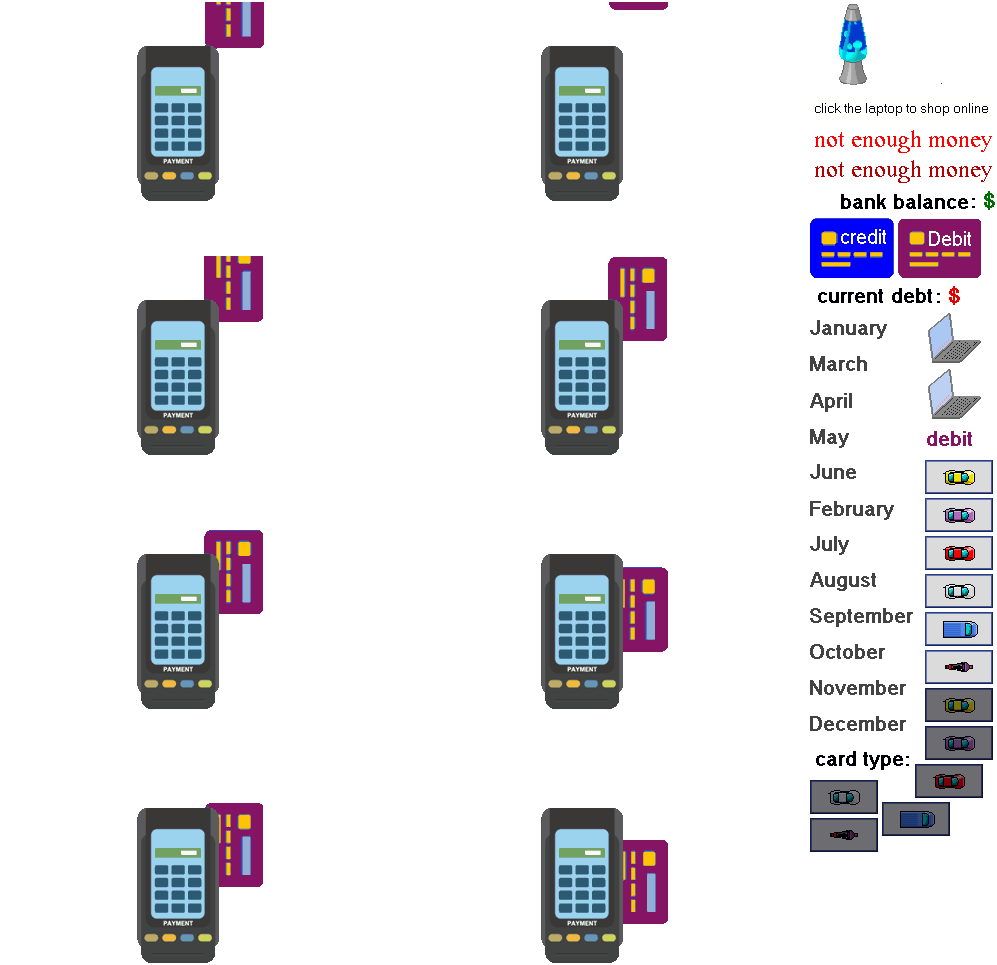 click the laptop to shop online
not enough money
not enough money
bank balance: $
credit
Debit
current debt: $
January
March
April
May
debit
June
February
July
August
September
October
November
December
card type:
PAYMENT
PAYMENT
PAYMENT
PAYMENT
PAYMENT
PAYMENT
PAYMENT
PAYMENT